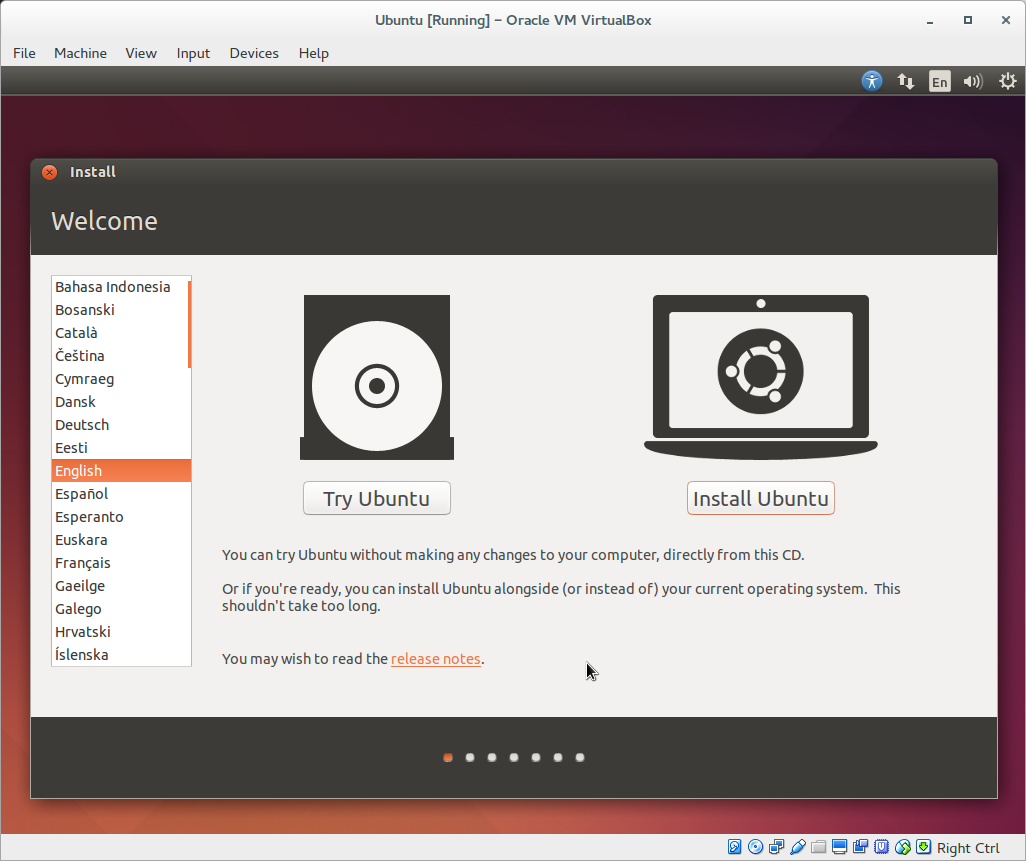 Ubuntu [Running] – Oracle VM VirtualBox
File Machine View Input Devices Help
En
Install
Welcome
Bahasa Indonesia
Bosanski
Català
Čeština
Cymraeg
Dansk
Deutsch
Eesti
English
Español
Esperanto
Euskara
Français
Gaeilge
Galego
Hrvatski
Íslenska
Try Ubuntu
Install Ubuntu
You can try Ubuntu without making any changes to your computer, directly from this CD.
Or if you're ready, you can install Ubuntu alongside (or instead of) your current operating system. This
shouldn't take too long.
You may wish to read the release notes.
Right Ctrl